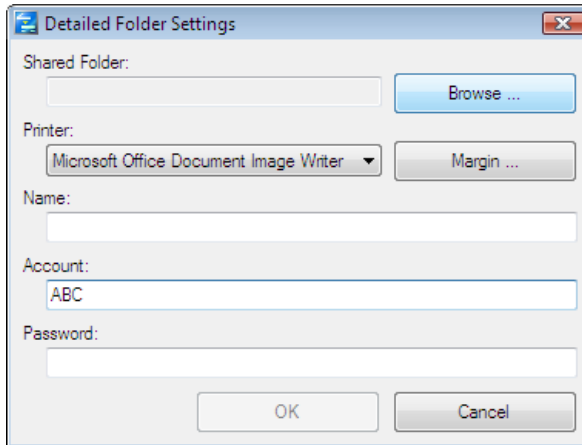 Detailed Folder Settings
Shared Folder:
Browse ...
Printer:
Microsoft Office Document Image Writer
Margin ...
Name:
Account:
ABC
Password:
OK
Cancel